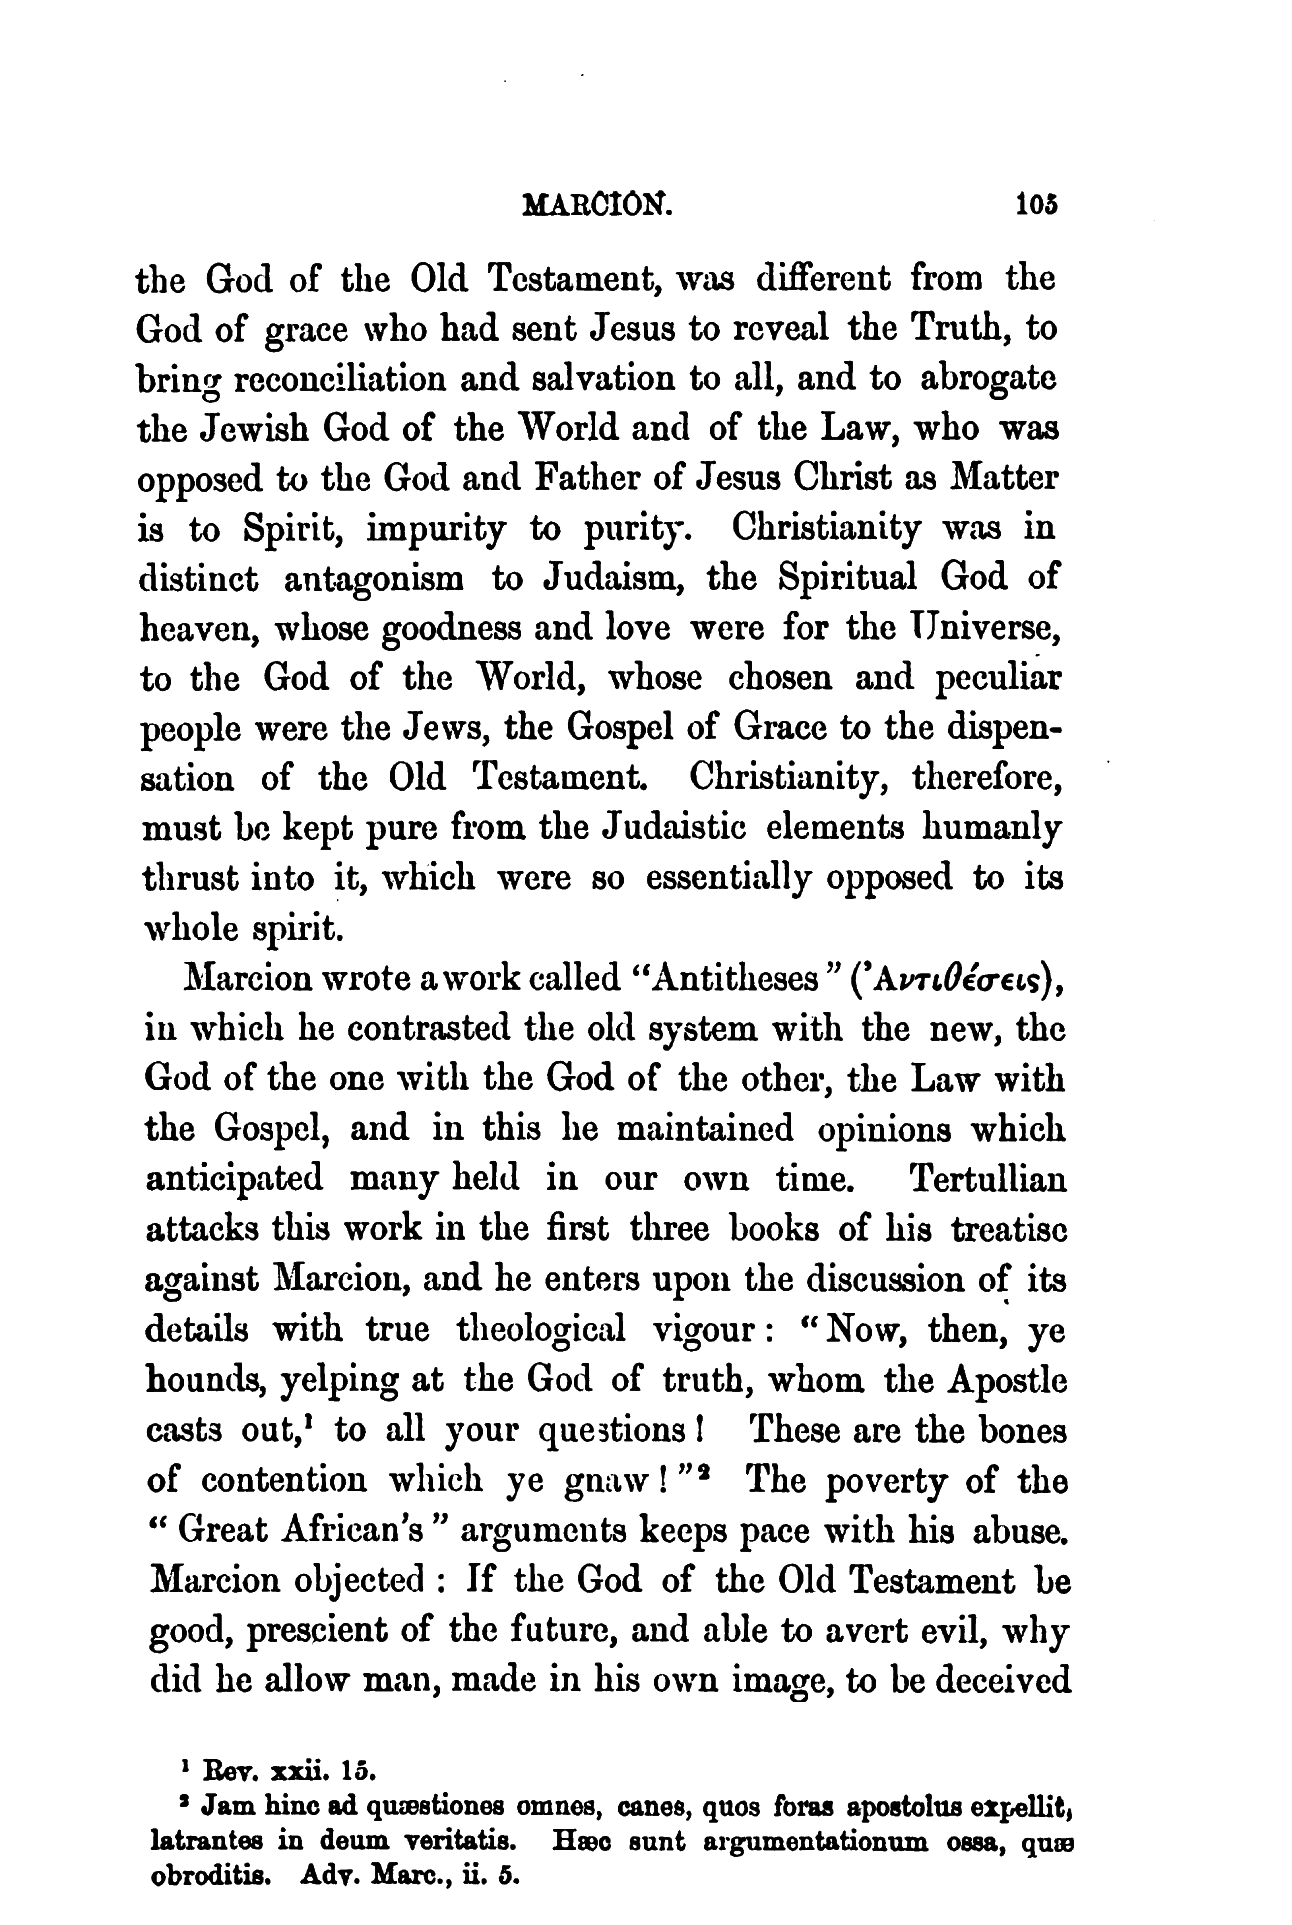 MARCION. 105
the God of the Old Testament, was different from the
God of grace who had sent Jesus to reveal the Truth, to
bring reconciliation and salvation to all, and to abrogate
the Jewish God of the World and of the Law, who was
opposed to the God and Father of Jesus Christ as Matter
is to Spirit, impurity to purity. Christianity was in
distinct antagonism to Judaism, the Spiritual God of
heaven, whose goodness and love were for the Universe,
to the God of the World, whose chosen and peculiar
people were the Jews, the Gospel of Grace to the dispen-
sation of the Old Testament. Christianity, therefore,
must be kept pure from the Judaistic elements humanly
thrust into it, which were so essentially opposed to its
whole spirit.
Marcion wrote a work called “Antitheses” (Ἀντιθέσεις),
in which he contrasted the old system with the new, the
God of the one with the God of the other, the Law with
the Gospel, and in this he maintained opinions which
anticipated many held in our own time. Tertullian
attacks this work in the first three books of his treatise
against Marcion, and he enters upon the discussion of its
details with true theological vigour: “Now, then, ye
hounds, yelping at the God of truth, whom the Apostle
casts out,¹ to all your questions! These are the bones
of contention which ye gnaw!”² The poverty of the
“Great African’s” arguments keeps pace with his abuse.
Marcion objected: If the God of the Old Testament be
good, prescient of the future, and able to avert evil, why
did he allow man, made in his own image, to be deceived
¹ Rev. xxii. 15.
² Jam hinc ad quæstiones omnes, canes, quos foras apostolus expellit,
latrantes in deum veritatis. Hæc sunt argumentationum ossa, quæ
obroditis. Adv. Marc., ii. 5.